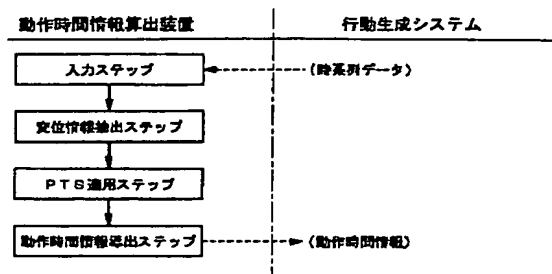 動作時間情報算出装置 行動生成システム
入力ステップ (時系列データ)
変位情報抽出ステップ
PTS適用ステップ
動作時間情報導出ステップ (動作時間情報)